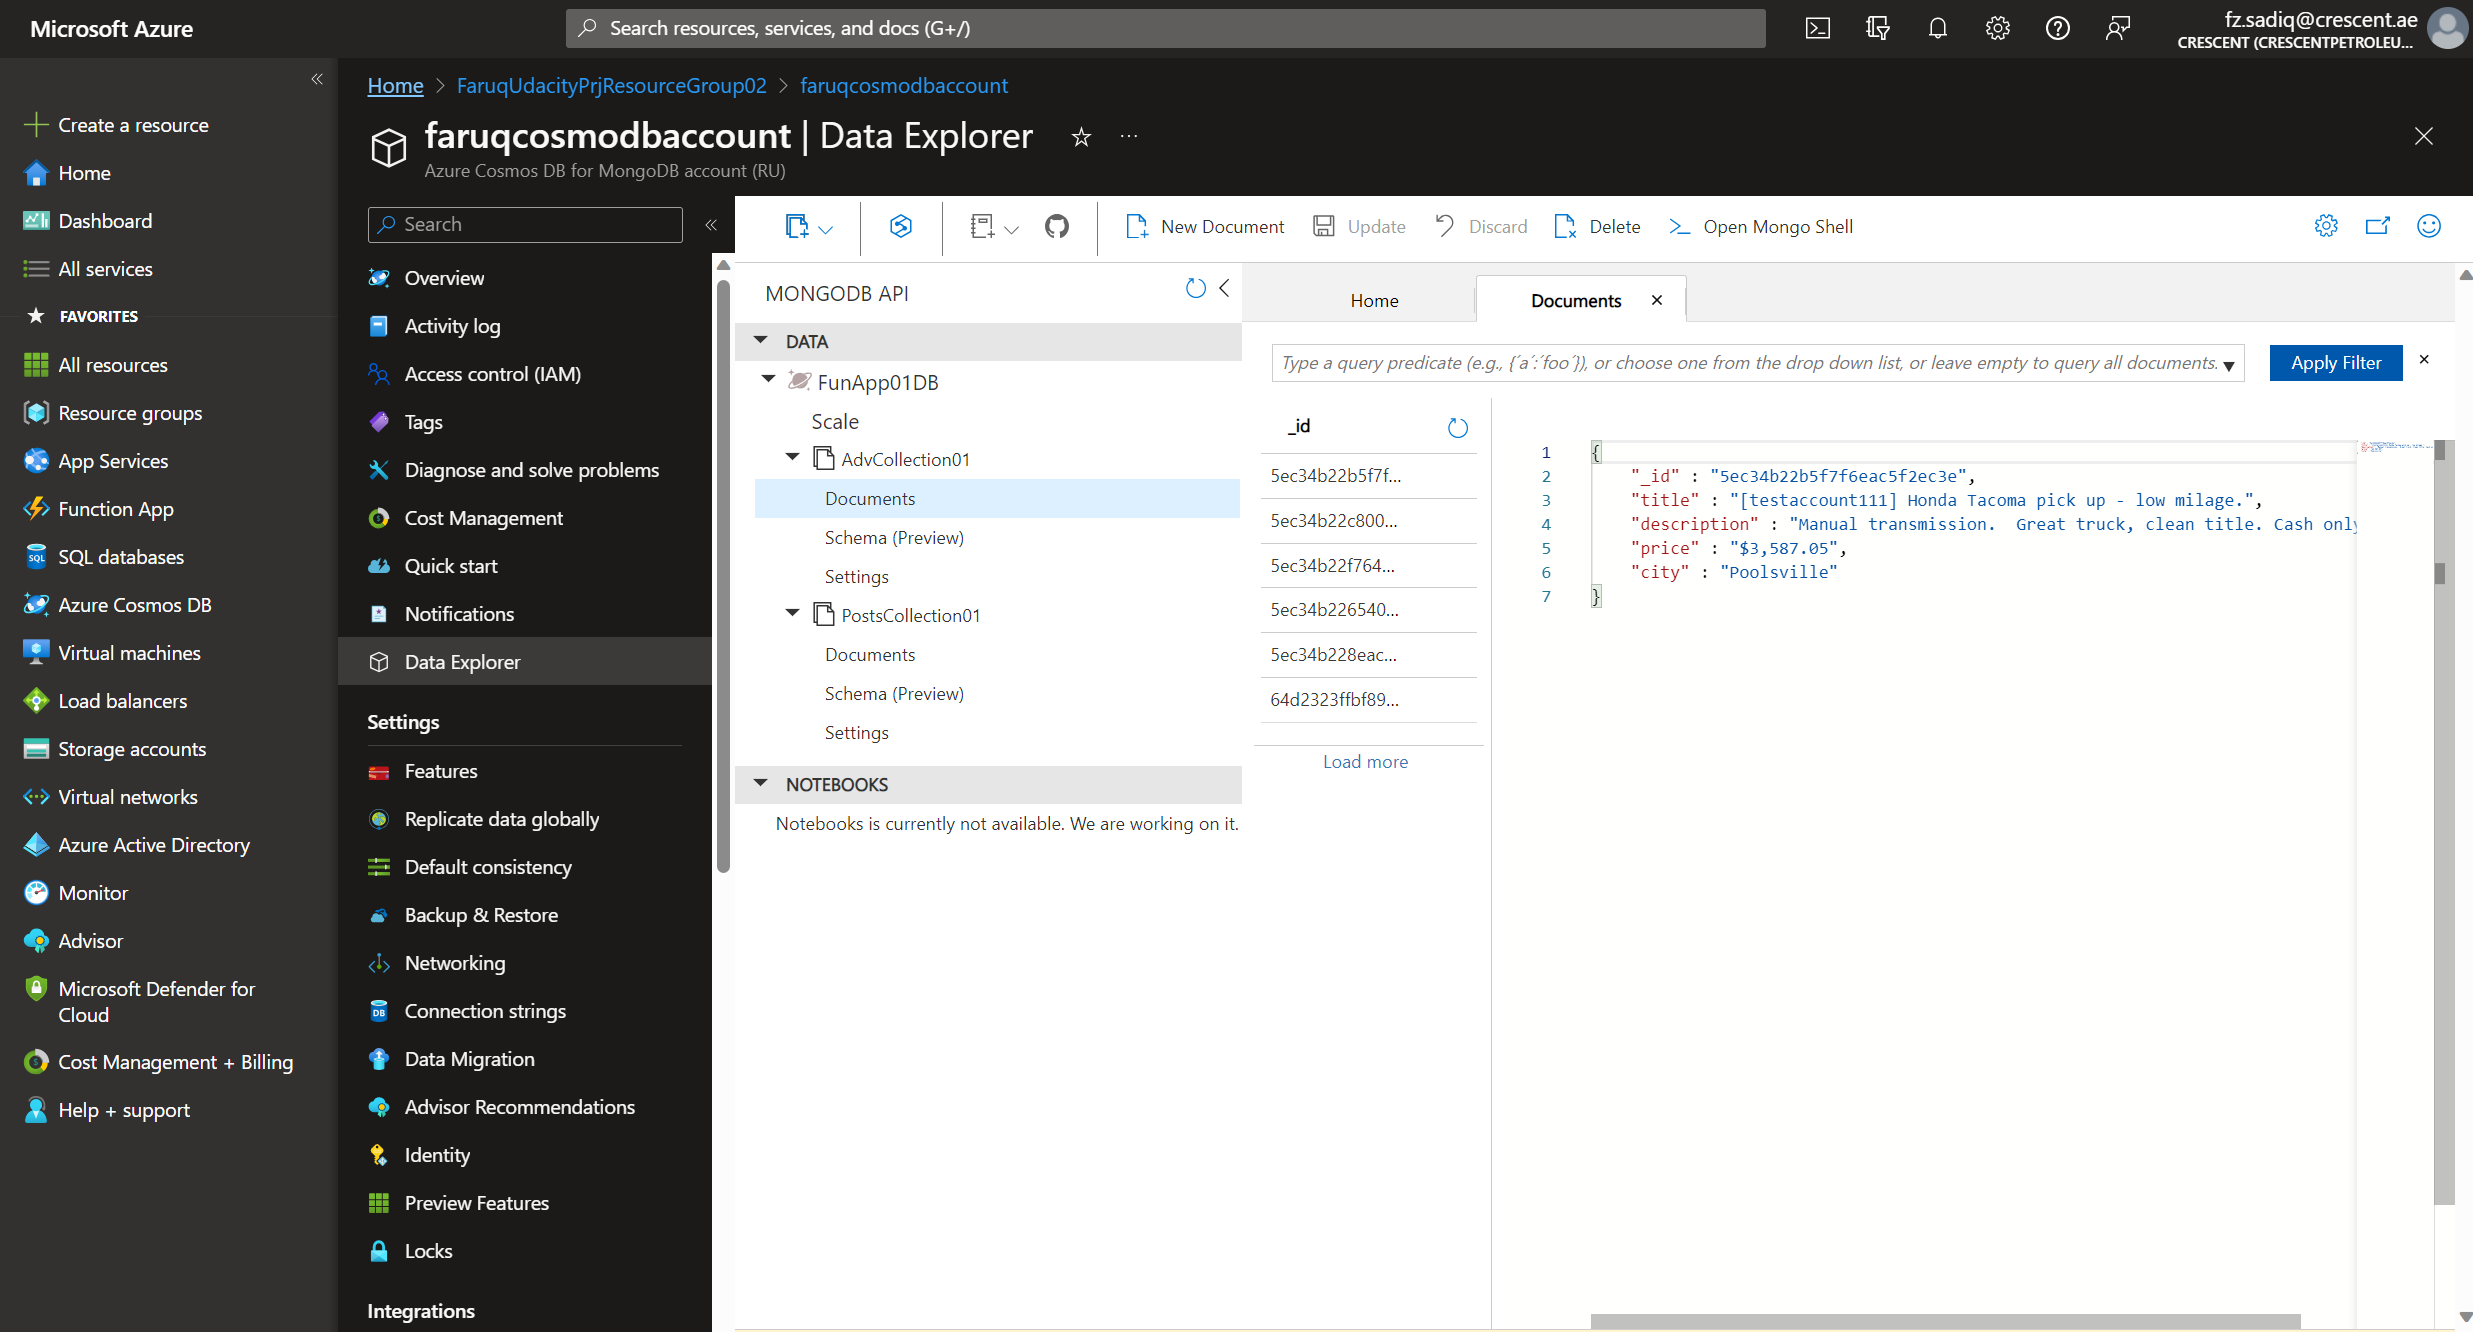 Microsoft Azure
Search resources, services, and docs (G+/)
fz.sadiq@crescent.ae
CRESCENT (CRESCENTPETROLEU...
Create a resource
Home
Dashboard
All services
FAVORITES
All resources
Resource groups
App Services
Function App
SQL databases
Azure Cosmos DB
Virtual machines
Load balancers
Storage accounts
Virtual networks
Azure Active Directory
Monitor
Advisor
Microsoft Defender for
Cloud
Cost Management + Billing
Help + support
Home > FaruqUdacityPrjResourceGroup02 > faruqcosmodbaccount
faruqcosmodbaccount | Data Explorer
Azure Cosmos DB for MongoDB account (RU)
Search
Overview
Activity log
Access control (IAM)
Tags
Diagnose and solve problems
Cost Management
Quick start
Notifications
Data Explorer
Settings
Features
Replicate data globally
Default consistency
Backup & Restore
Networking
Connection strings
Data Migration
Advisor Recommendations
Identity
Preview Features
Locks
Integrations
New Document
Update
Discard
Delete
Open Mongo Shell
MONGODB API
DATA
FunApp01DB
Scale
AdvCollection01
Documents
Schema (Preview)
Settings
PostsCollection01
Documents
Schema (Preview)
Settings
NOTEBOOKS
Notebooks is currently not available. We are working on it.
Home
Documents
Type a query predicate (e.g., {´a´:´foo´}), or choose one from the drop down list, or leave empty to query all documents.
Apply Filter
_id
5ec34b22b5f7f...
5ec34b22c800...
5ec34b22f764...
5ec34b226540...
5ec34b228eac...
64d2323ffbf89...
Load more
1 {
2 "_id" : "5ec34b22b5f7f6eac5f2ec3e",
3 "title" : "[testaccount111] Honda Tacoma pick up - low milage.",
4 "description" : "Manual transmission.  Great truck, clean title. Cash only
5 "price" : "$3,587.05",
6 "city" : "Poolsville"
7 }